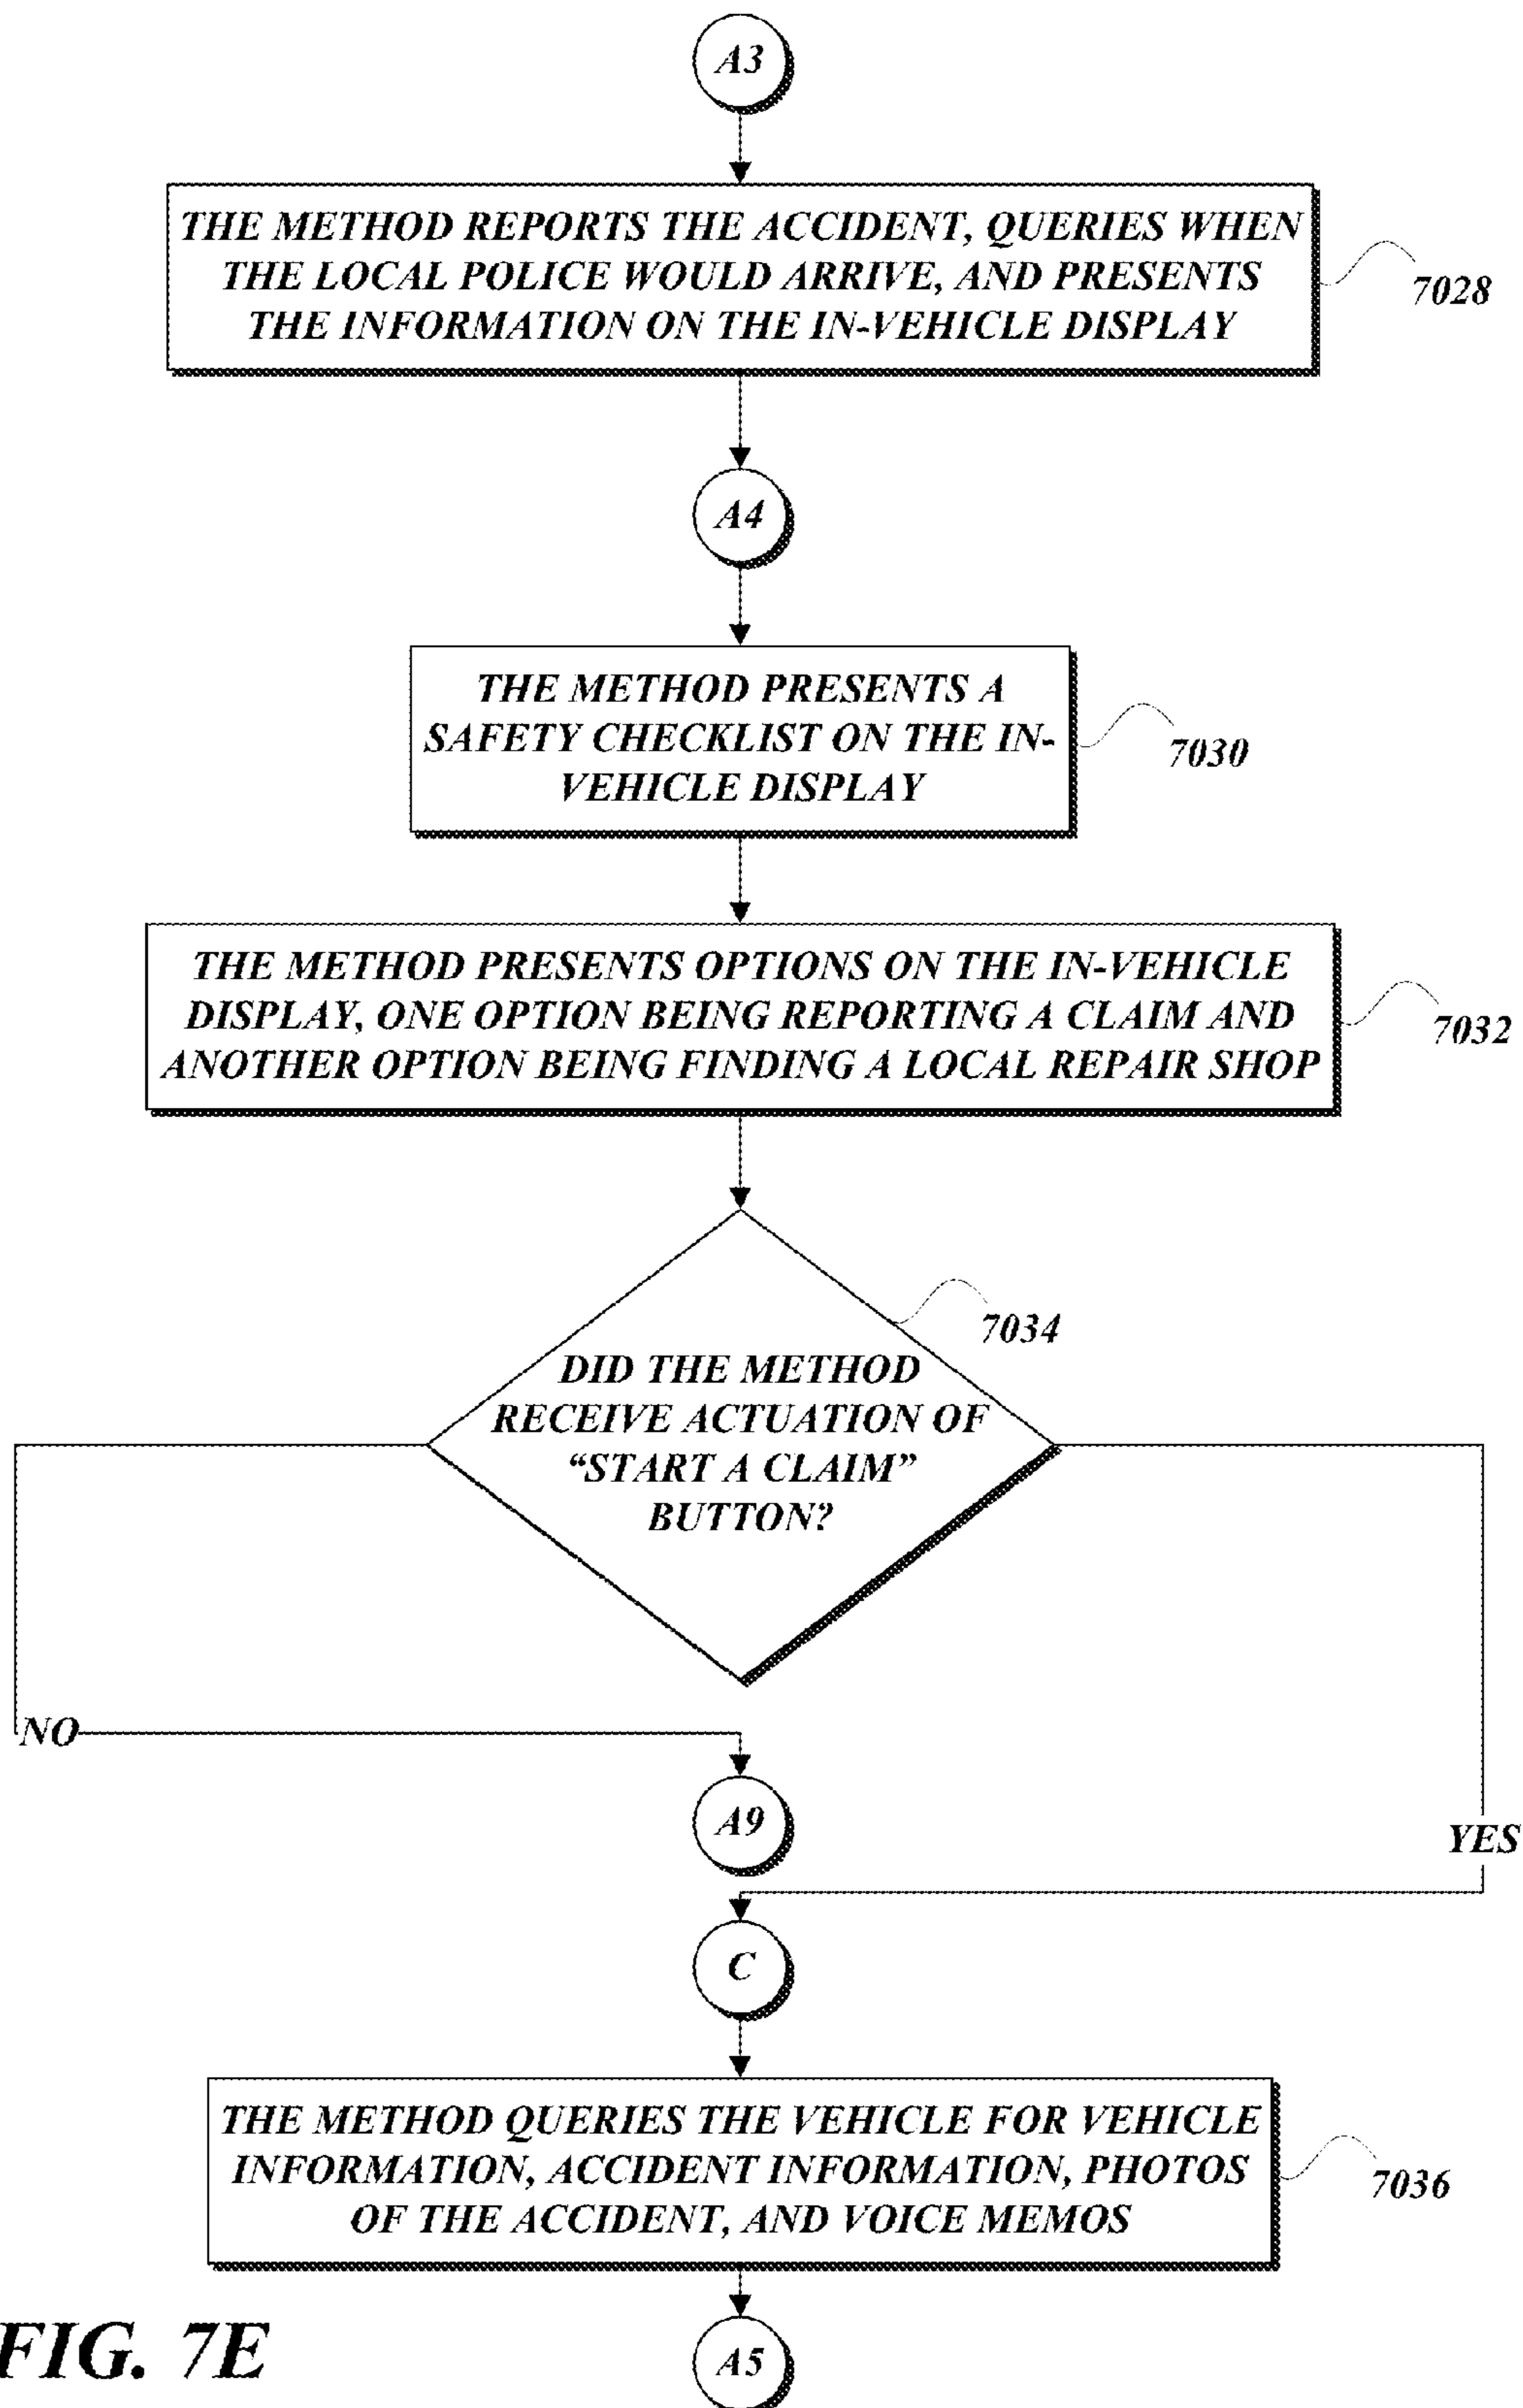 A3
THE METHOD REPORTS THE ACCIDENT, QUERIES WHEN
THE LOCAL POLICE WOULD ARRIVE, AND PRESENTS
THE INFORMATION ON THE IN-VEHICLE DISPLAY
7028
A4
THE METHOD PRESENTS A
SAFETY CHECKLIST ON THE IN-
VEHICLE DISPLAY
7030
THE METHOD PRESENTS OPTIONS ON THE IN-VEHICLE
DISPLAY, ONE OPTION BEING REPORTING A CLAIM AND
ANOTHER OPTION BEING FINDING A LOCAL REPAIR SHOP
7032
7034
DID THE METHOD
RECEIVE ACTUATION OF
“START A CLAIM”
BUTTON?
NO
A9
YES
C
THE METHOD QUERIES THE VEHICLE FOR VEHICLE
INFORMATION, ACCIDENT INFORMATION, PHOTOS
OF THE ACCIDENT, AND VOICE MEMOS
7036
A5
FIG. 7E